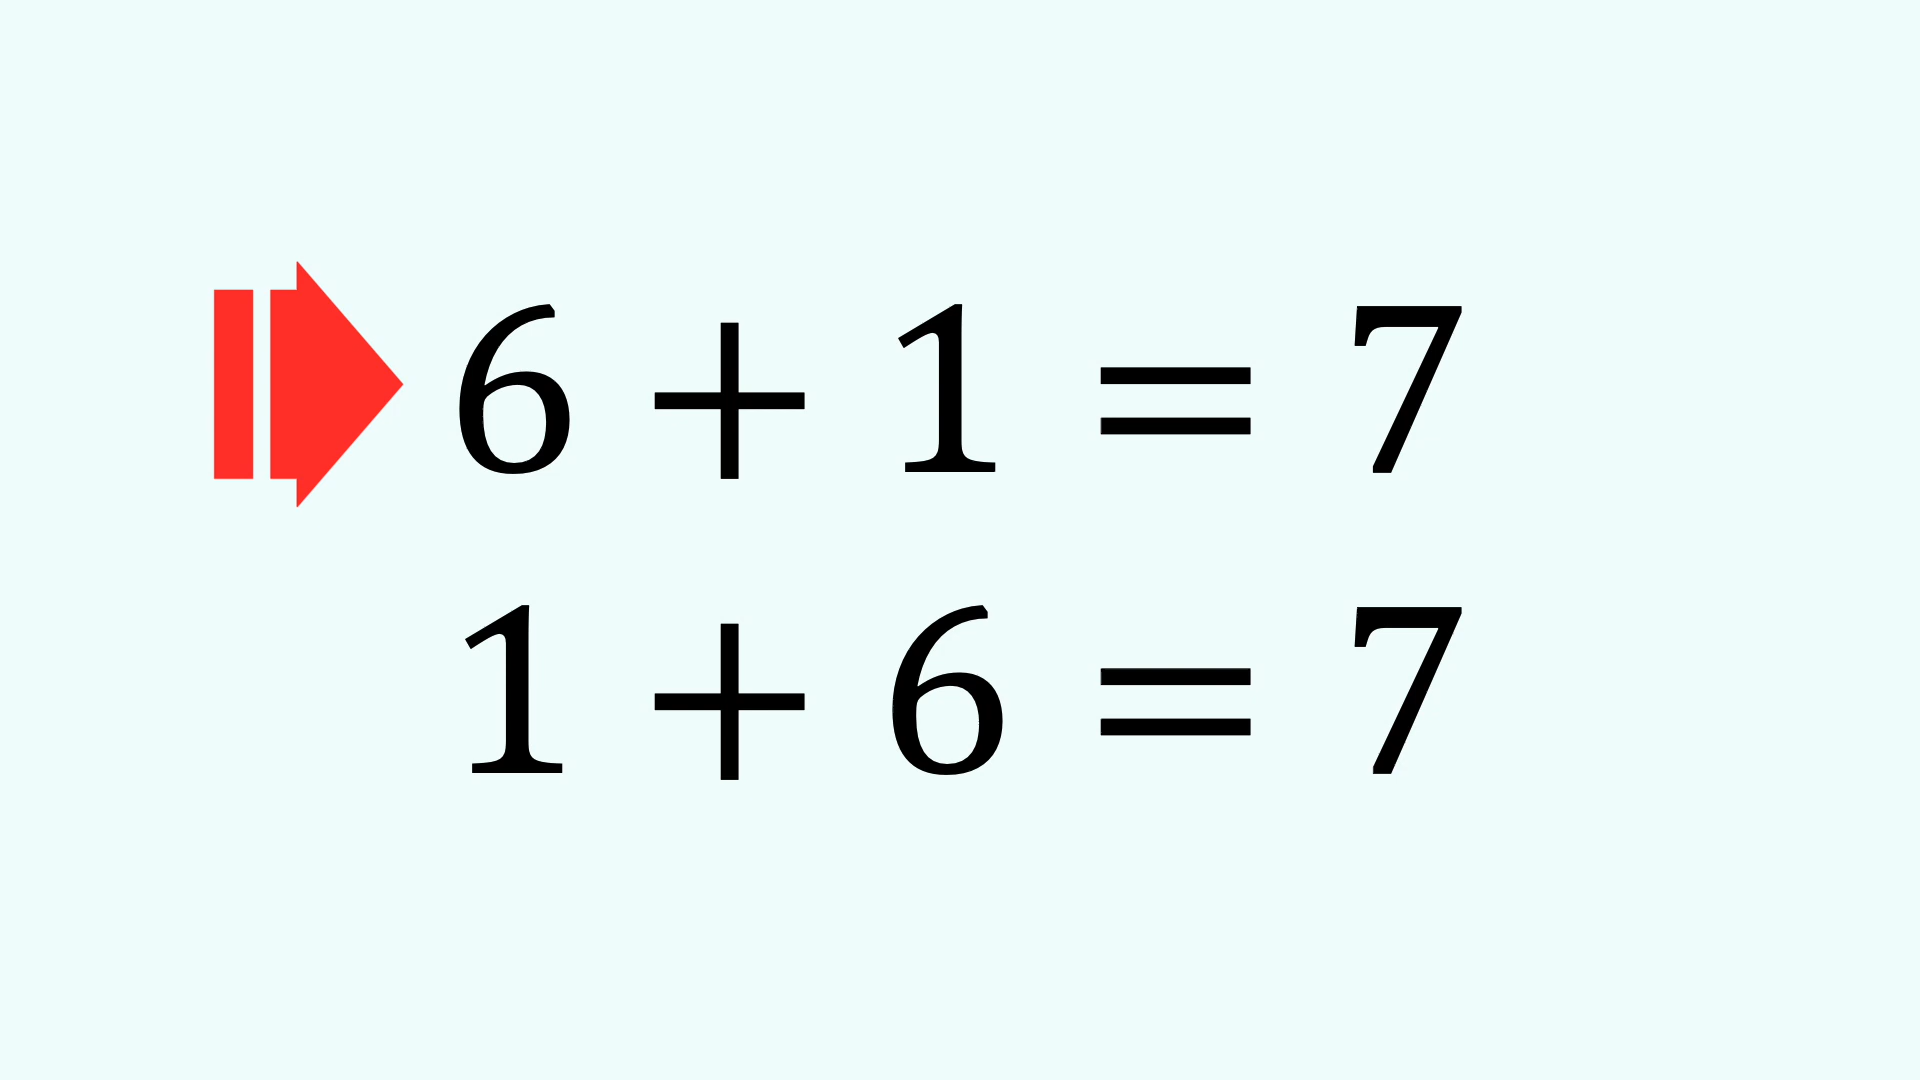 6 + 1 = 7
1 + 6 = 7